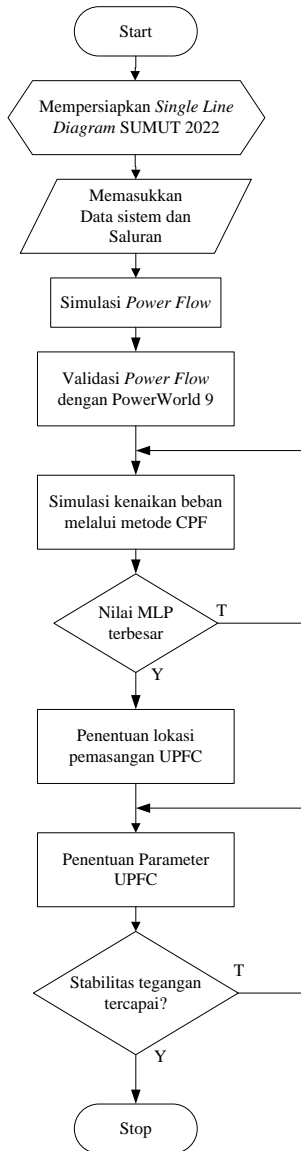 Start
Mempersiapkan Single Line
Diagram SUMUT 2022
Memasukkan
Data sistem dan
Saluran
Simulasi Power Flow
Validasi Power Flow
dengan PowerWorld 9
Simulasi kenaikan beban
melalui metode CPF
Nilai MLP
terbesar
T
Y
Penentuan lokasi
pemasangan UPFC
Penentuan Parameter
UPFC
Stabilitas tegangan
tercapai?
T
Y
Stop